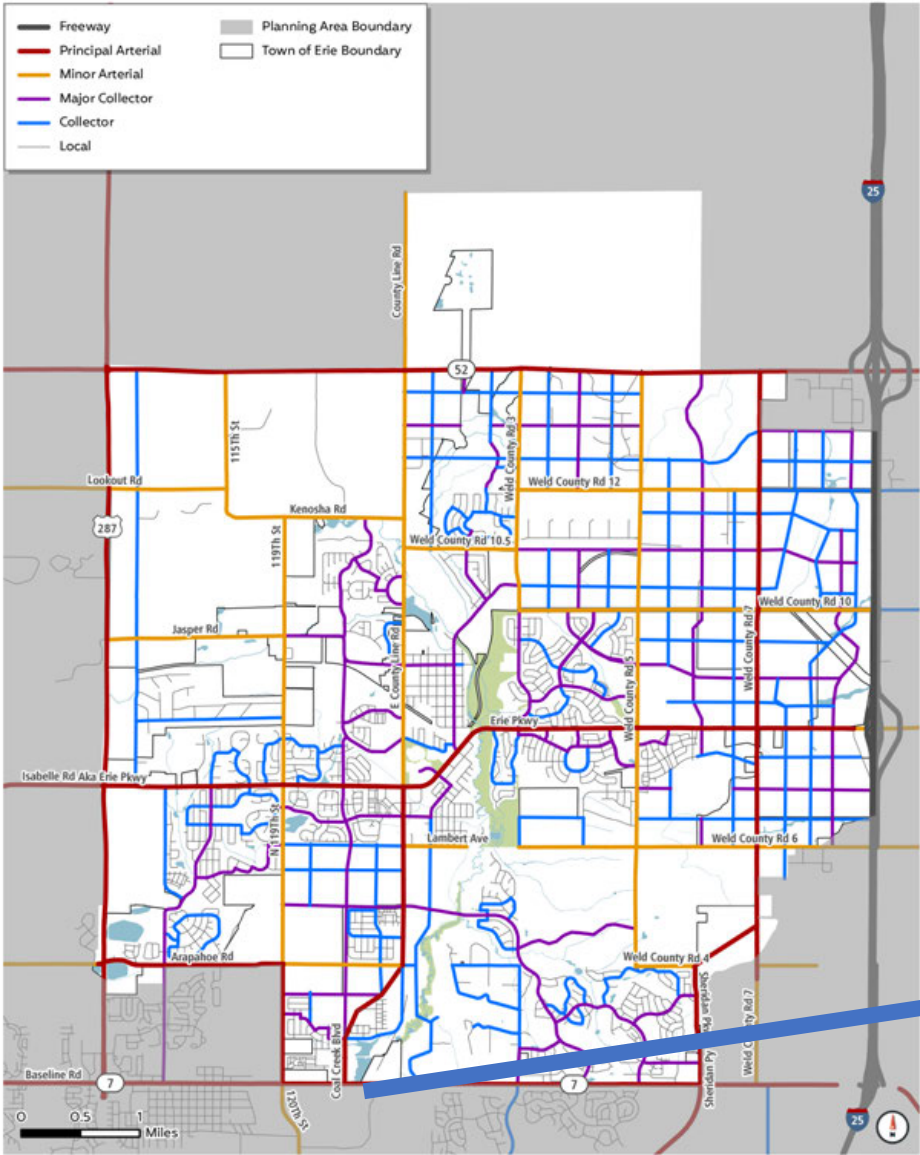 Freeway
Principal Arterial
Minor Arterial
Major Collector
Collector
Local
Planning Area Boundary
Town of Erie Boundary
25
County Line Rd
52
115Th St
Weld County Rd 3
Lookout Rd
Weld County Rd 12
Kenosha Rd
287
119Th St
Weld County Rd 10.5
Weld County Rd 10
Jasper Rd
E County Line Rd
Weld County Rd 5
Weld County Rd 7
Erie Pkwy
Isabelle Rd Aka Erie Pkwy
N 119Th St
Lambert Ave
Weld County Rd 6
Arapahoe Rd
Weld County Rd 4
Coal Creek Blvd
Weld County Rd 7
Baseline Rd
7
7
120Th St
Sheridan Py
25
0 0.5 1
Miles